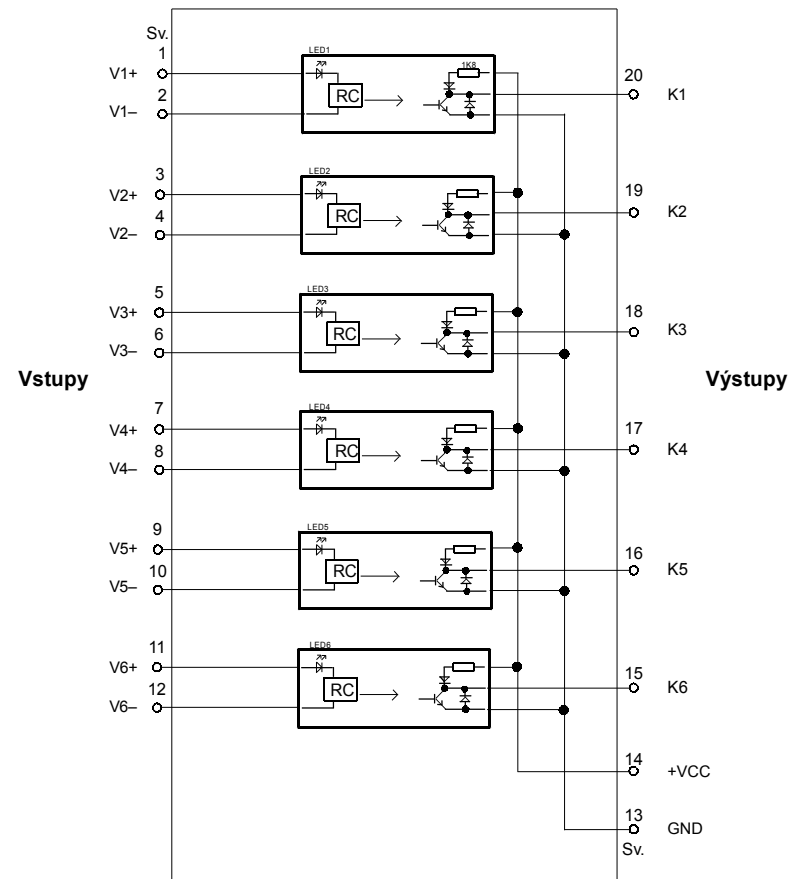 Sv.
1
V1+
2
V1–
LED1
1K8
RC
20
K1
3
V2+
4
V2–
LED2
RC
19
K2
5
V3+
6
V3–
LED3
RC
18
K3
Vstupy
Výstupy
7
V4+
8
V4–
LED4
RC
17
K4
9
V5+
10
V5–
LED5
RC
16
K5
11
V6+
12
V6–
LED6
RC
15
K6
14
+VCC
13
GND
Sv.